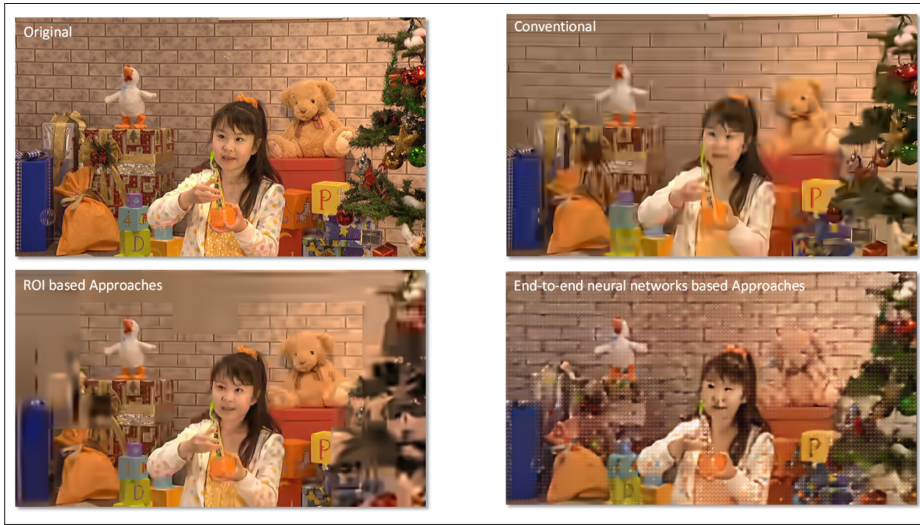 Original
Conventional
P
P
D
ROI based Approaches
End-to-end neural networks based Approaches
P
P
D
D